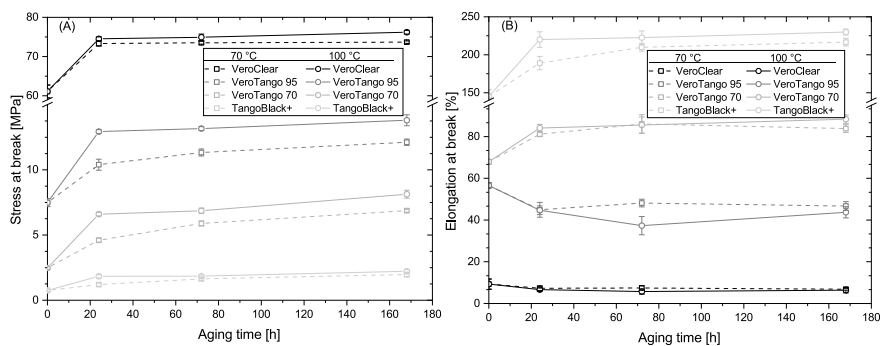 (A)
80
75
70
65
60
10
5
0
Stress at break [MPa]
0 20 40 60 80 100 120 140 160 180
Aging time [h]
70 °C 100 °C
VeroClear VeroClear
VeroTango 95 VeroTango 95
VeroTango 70 VeroTango 70
TangoBlack+ TangoBlack+
(B)
250
200
150
80
60
40
20
0
Elongation at break [%]
0 20 40 60 80 100 120 140 160 180
Aging time [h]
70 °C 100 °C
VeroClear VeroClear
VeroTango 95 VeroTango 95
VeroTango 70 VeroTango 70
TangoBlack+ TangoBlack+